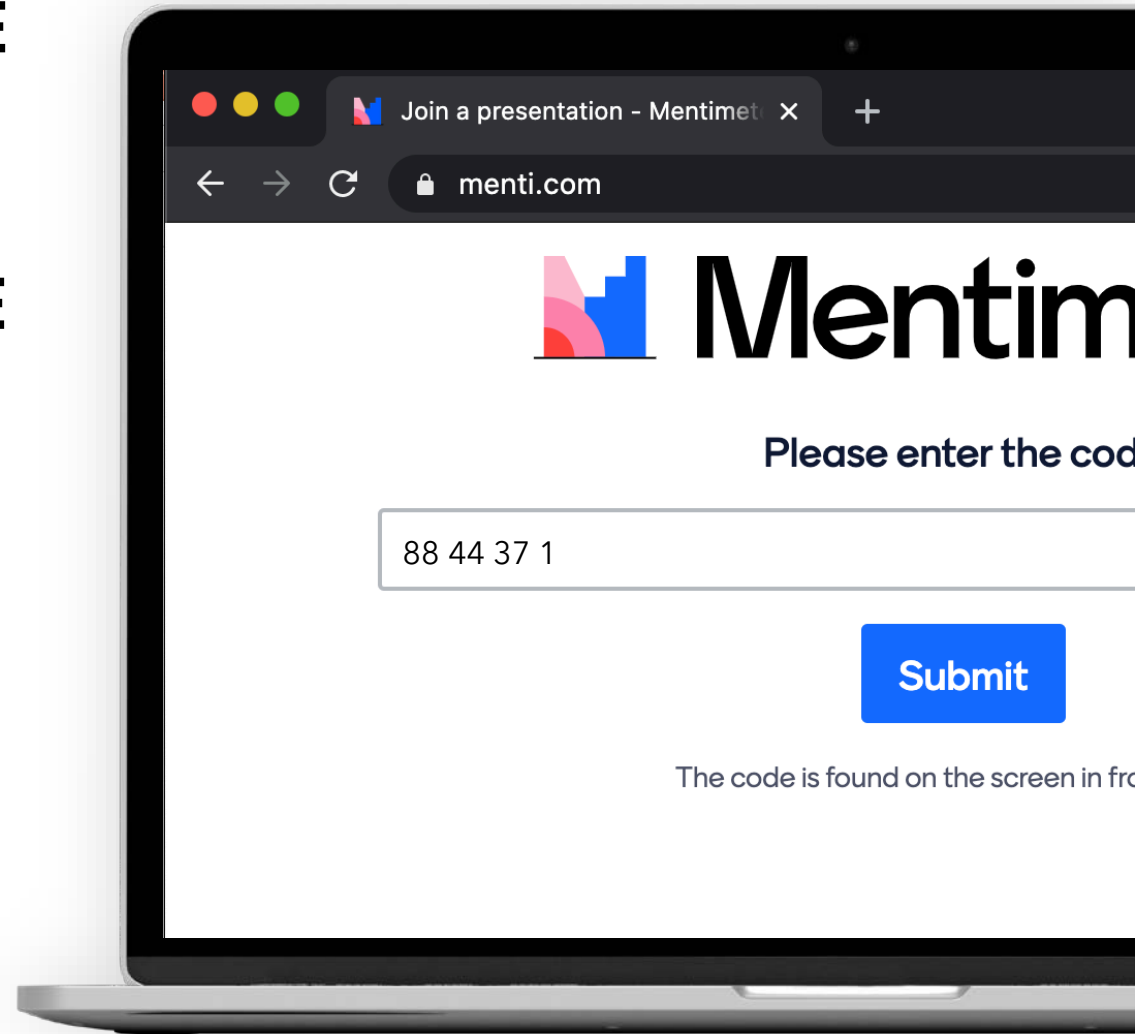 Join a presentation - Mentimet
menti.com
Mentim
Please enter the cod
88 44 37 1
Submit
The code is found on the screen in fro